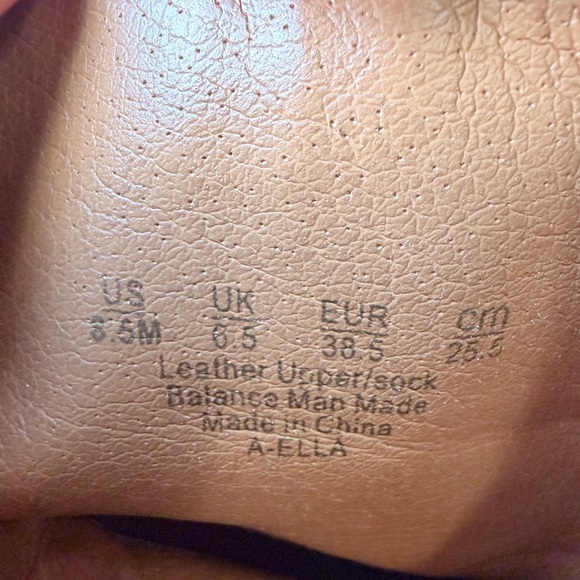 US UK EUR cm
8.5M 6.5 38.5 25.5
Leather Upper/sock
Balance Man Made
Made in China
A-ELLA